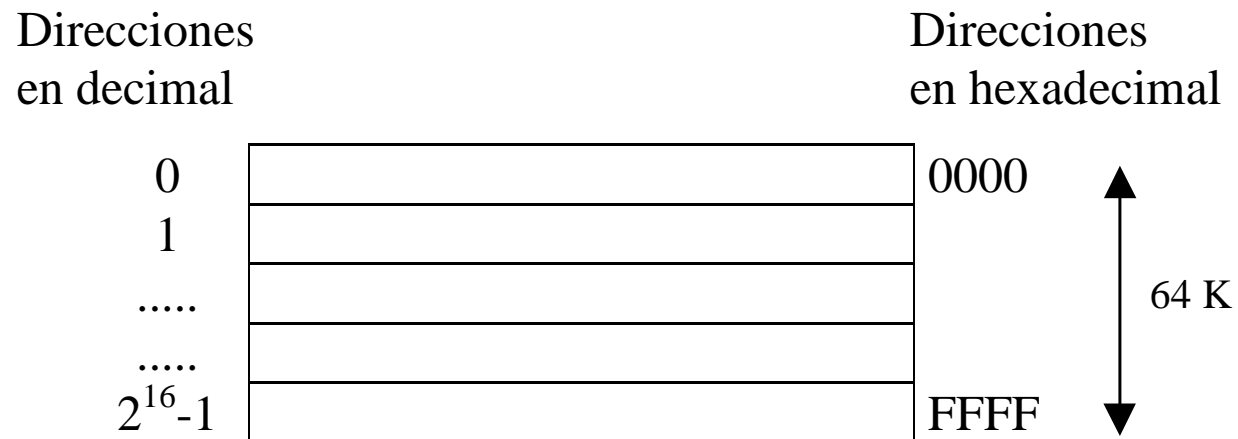 Direcciones
en decimal
Direcciones
en hexadecimal
0
0000
1
.....
64 K
.....
2^16-1
FFFF